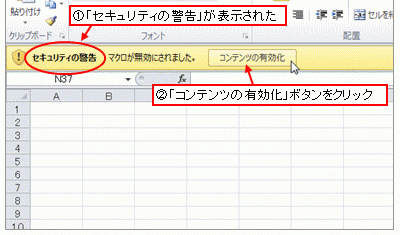 ①「セキュリティの警告」が表示された
貼り付け
クリップボード フォント 配置
セルを
セキュリティの警告 マクロが無効にされました。 コンテンツの有効化
N37 fx
②「コンテンツの有効化」ボタンをクリック
A B C D E F G
1
2
3
4
5
6
7
8
9
10